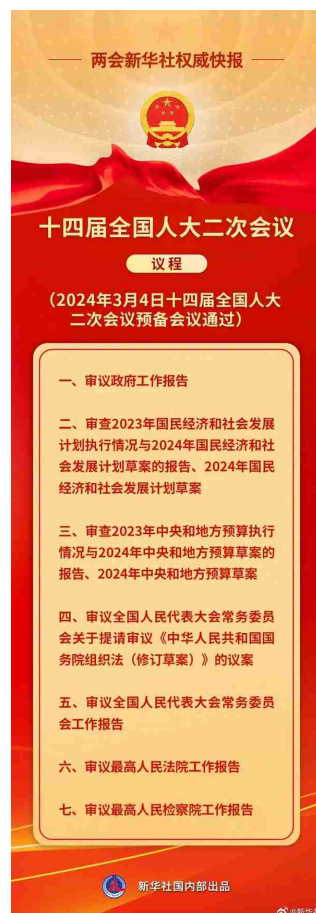 两会新华社权威快报
十四届全国人大二次会议
议程
（2024年3月4日十四届全国人大
二次会议预备会议通过）
一、审议政府工作报告
二、审查2023年国民经济和社会发展
计划执行情况与2024年国民经济和社
会发展计划草案的报告、2024年国民
经济和社会发展计划草案
三、审查2023年中央和地方预算执行
情况与2024年中央和地方预算草案的
报告、2024年中央和地方预算草案
四、审议全国人民代表大会常务委员
会关于提请审议《中华人民共和国国
务院组织法（修订草案）》的议案
五、审议全国人民代表大会常务委员
会工作报告
六、审议最高人民法院工作报告
七、审议最高人民检察院工作报告
新华社国内部出品